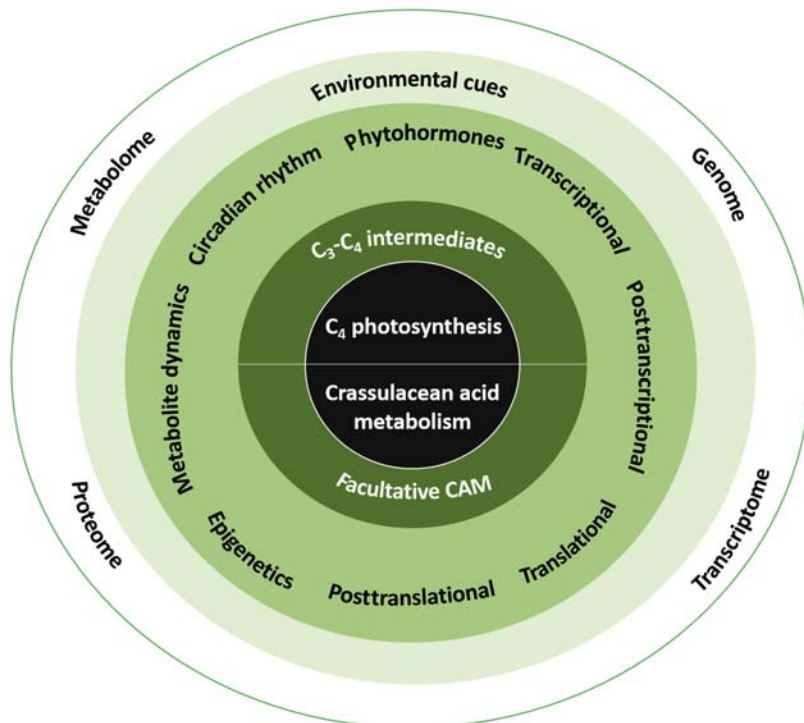 Environmental cues
Metabolome
Genome
Phytohormones
Circadian rhythm
Transcriptional
C₃-C₄ intermediates
C₄ photosynthesis
Metabolite dynamics
Posttranscriptional
Crassulacean acid
metabolism
Facultative CAM
Proteome
Epigenetics
Posttranslational
Translational
Transcriptome